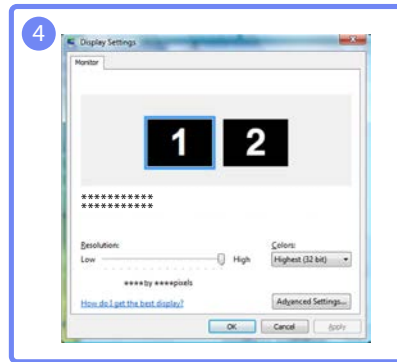 4
Display Settings
Monitor
1 2
***********
***********
Resolution:
Colors:
Low High
Highest (32 bit)
****by ****pixels
How do I get the best display?
Advanced Settings...
OK Cancel Apply